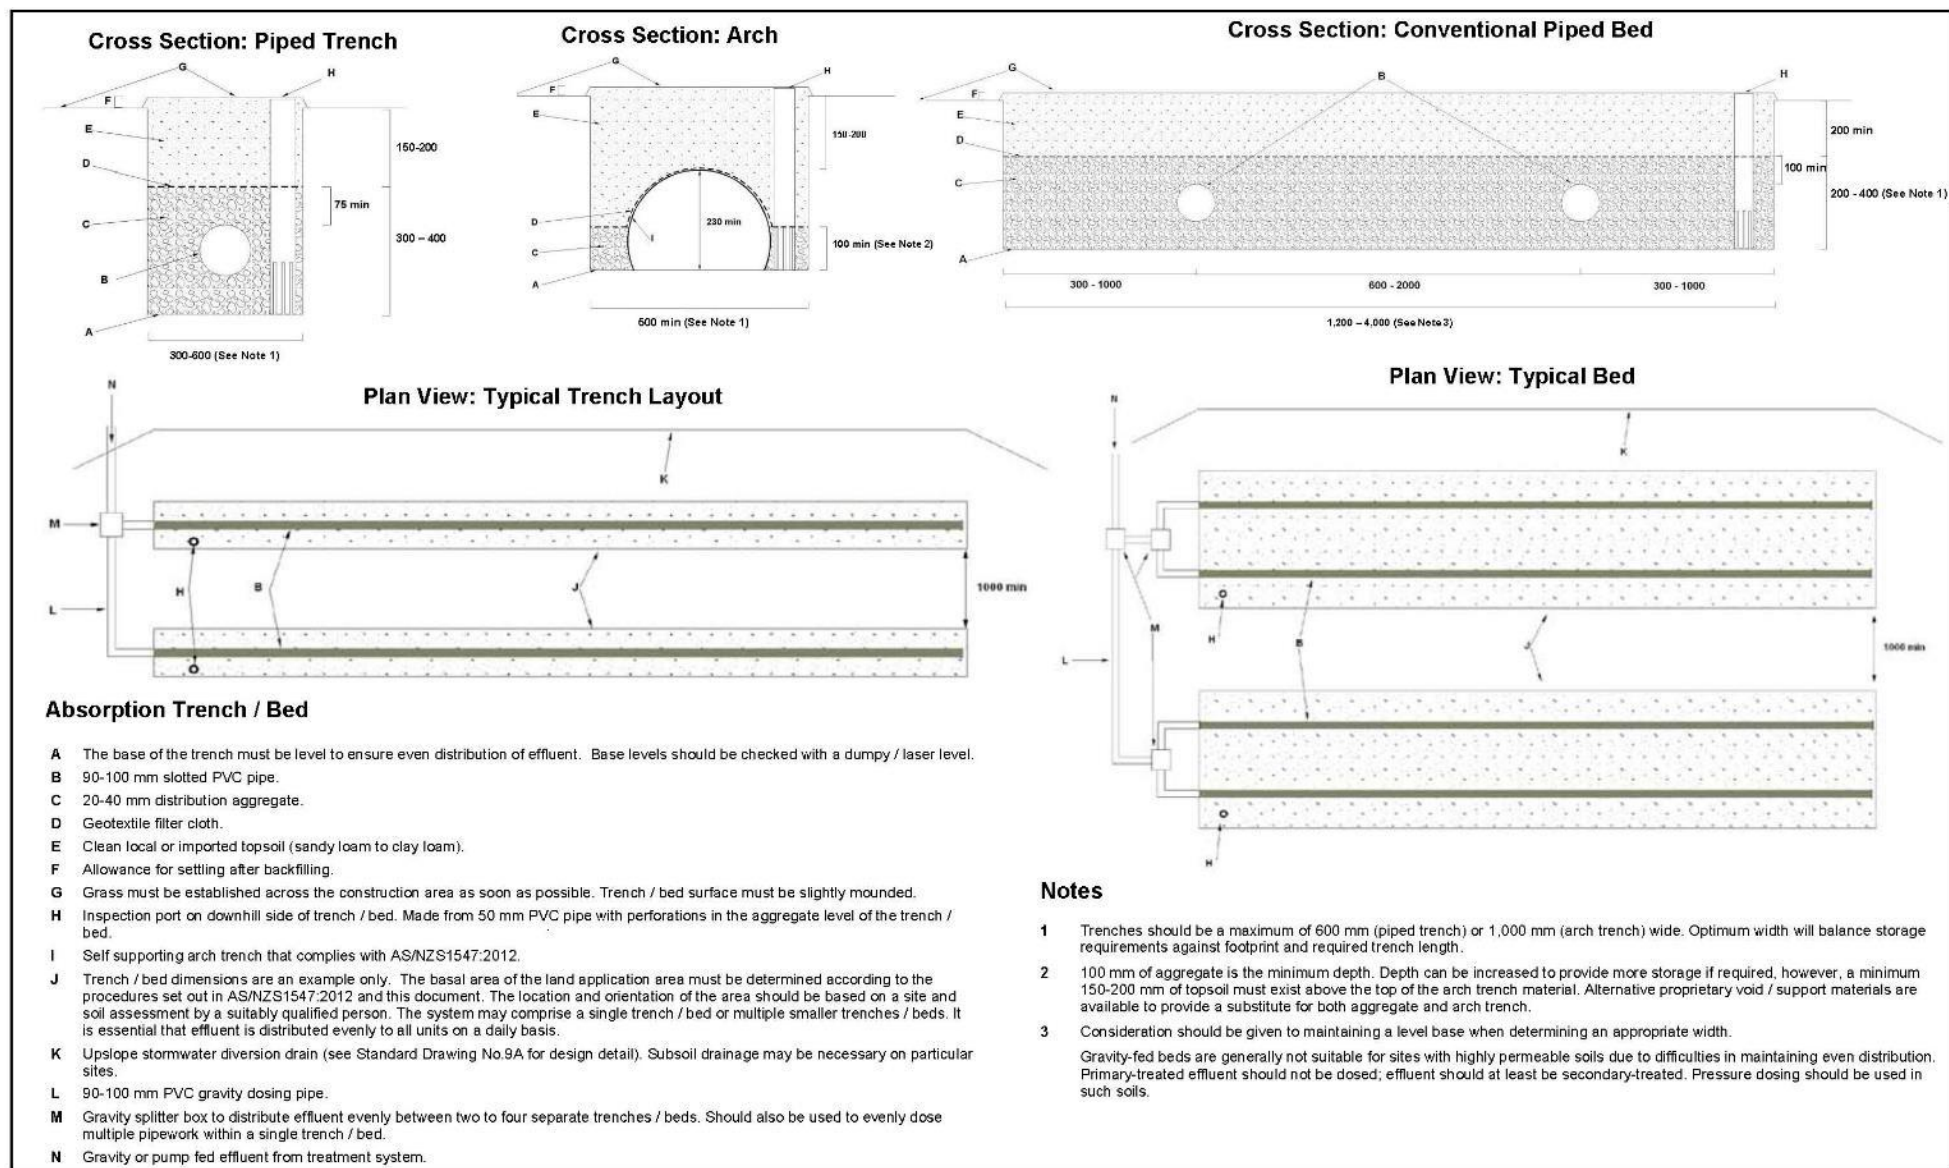 Cross Section: Piped Trench
G
H
F
E
D
C
B
A
150-200
75 min
300 – 400
300-600 (See Note 1)
Cross Section: Arch
G
H
F
E
D
C
I
A
150-200
230 min
100 min (See Note 2)
500 min (See Note 1)
Cross Section: Conventional Piped Bed
G
B
H
F
E
D
C
A
200 min
100 min
200 - 400 (See Note 1)
300 - 1000
600 - 2000
300 - 1000
1,200 – 4,000 (See Note 3)
Plan View: Typical Trench Layout
N
K
M
H
B
J
1000 min
L
Plan View: Typical Bed
N
K
M
H
B
J
1000 min
L
H
Absorption Trench / Bed
A The base of the trench must be level to ensure even distribution of effluent. Base levels should be checked with a dumpy / laser level.
B 90-100 mm slotted PVC pipe.
C 20-40 mm distribution aggregate.
D Geotextile filter cloth.
E Clean local or imported topsoil (sandy loam to clay loam).
F Allowance for settling after backfilling.
G Grass must be established across the construction area as soon as possible. Trench / bed surface must be slightly mounded.
H Inspection port on downhill side of trench / bed. Made from 50 mm PVC pipe with perforations in the aggregate level of the trench /
bed.
I Self supporting arch trench that complies with AS/NZS1547:2012.
J Trench / bed dimensions are an example only. The basal area of the land application area must be determined according to the
procedures set out in AS/NZS1547:2012 and this document. The location and orientation of the area should be based on a site and
soil assessment by a suitably qualified person. The system may comprise a single trench / bed or multiple smaller trenches / beds. It
is essential that effluent is distributed evenly to all units on a daily basis.
K Upslope stormwater diversion drain (see Standard Drawing No.9A for design detail). Subsoil drainage may be necessary on particular
sites.
L 90-100 mm PVC gravity dosing pipe.
M Gravity splitter box to distribute effluent evenly between two to four separate trenches / beds. Should also be used to evenly dose
multiple pipework within a single trench / bed.
N Gravity or pump fed effluent from treatment system.
Notes
1 Trenches should be a maximum of 600 mm (piped trench) or 1,000 mm (arch trench) wide. Optimum width will balance storage
requirements against footprint and required trench length.
2 100 mm of aggregate is the minimum depth. Depth can be increased to provide more storage if required, however, a minimum
150-200 mm of topsoil must exist above the top of the arch trench material. Alternative proprietary void / support materials are
available to provide a substitute for both aggregate and arch trench.
3 Consideration should be given to maintaining a level base when determining an appropriate width.
Gravity-fed beds are generally not suitable for sites with highly permeable soils due to difficulties in maintaining even distribution.
Primary-treated effluent should not be dosed; effluent should at least be secondary-treated. Pressure dosing should be used in
such soils.